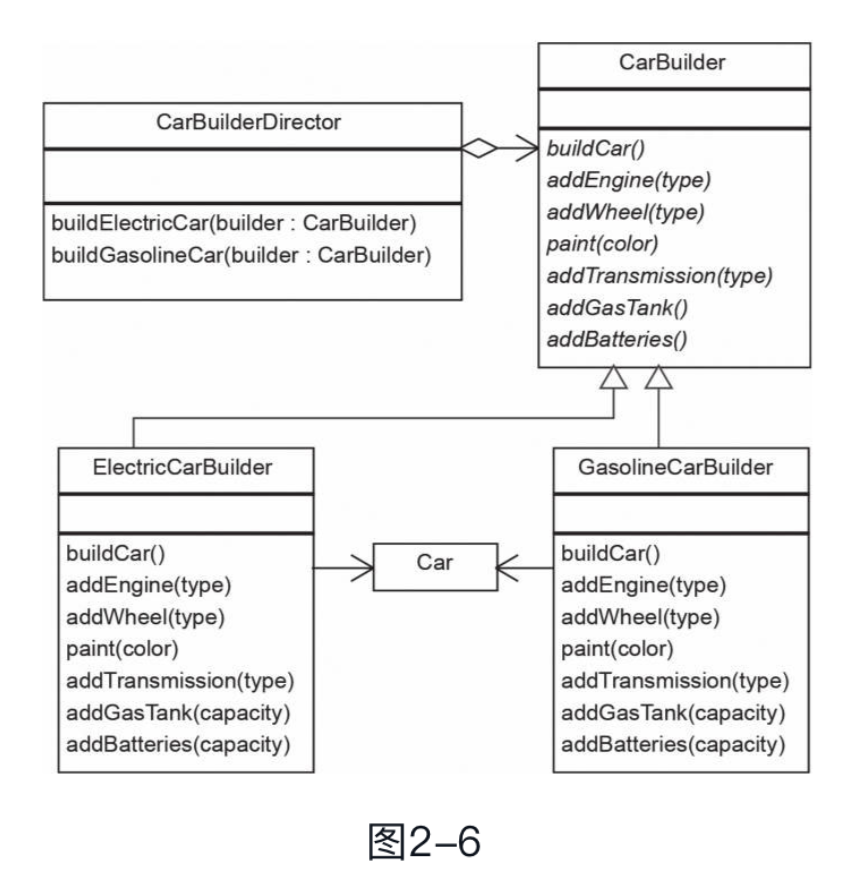 CarBuilder
buildCar()
addEngine(type)
addWheel(type)
paint(color)
addTransmission(type)
addGasTank()
addBatteries()
CarBuilderDirector
buildElectricCar(builder : CarBuilder)
buildGasolineCar(builder : CarBuilder)
ElectricCarBuilder
buildCar()
addEngine(type)
addWheel(type)
paint(color)
addTransmission(type)
addGasTank(capacity)
addBatteries(capacity)
Car
GasolineCarBuilder
buildCar()
addEngine(type)
addWheel(type)
paint(color)
addTransmission(type)
addGasTank(capacity)
addBatteries(capacity)
图2–6